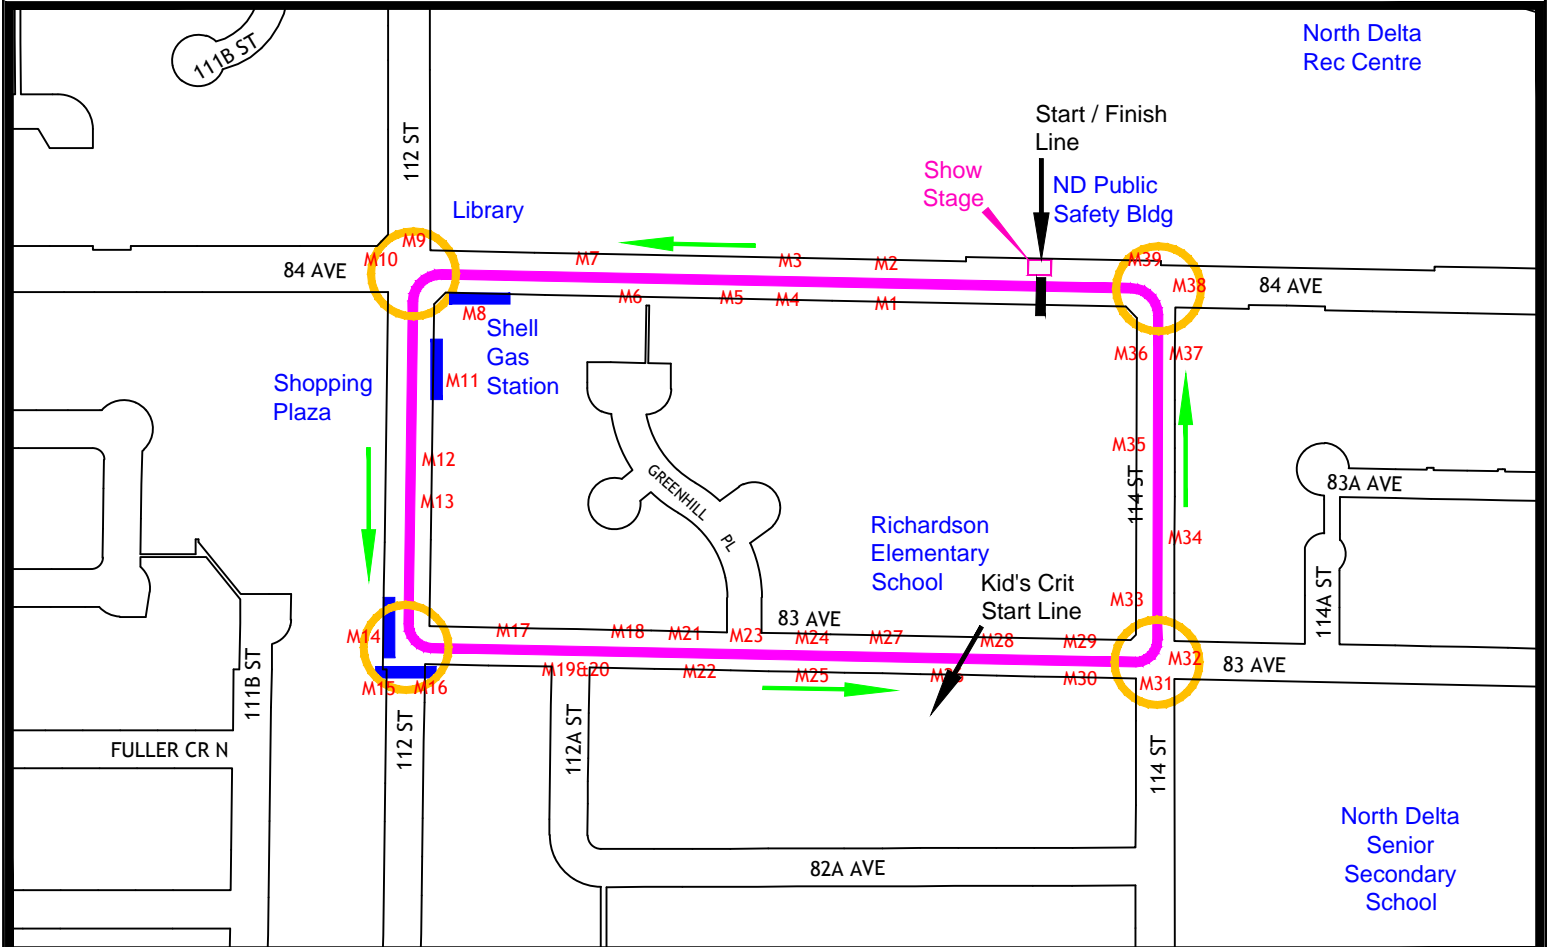 North Delta
Rec Centre
111B ST
112 ST
Start / Finish
Line
Show
Stage
ND Public
Safety Bldg
Library
M9
M10
M7
M3
M2
M39
M38
84 AVE
84 AVE
M6
M5
M4
M1
M8
Shell
Gas
Station
M36
M37
M11
Shopping
Plaza
M12
M13
M35
114 ST
83A AVE
GREENHILL
PL
Richardson
Elementary
School
M34
Kid's Crit
Start Line
M33
114A ST
83 AVE
M14
M17
M18
M21
M23
M24
M27
M28
M29
M32
83 AVE
M15
M16
M19&20
M22
M25
M30
M31
111B ST
112 ST
112A ST
114 ST
FULLER CR N
82A AVE
North Delta
Senior
Secondary
School